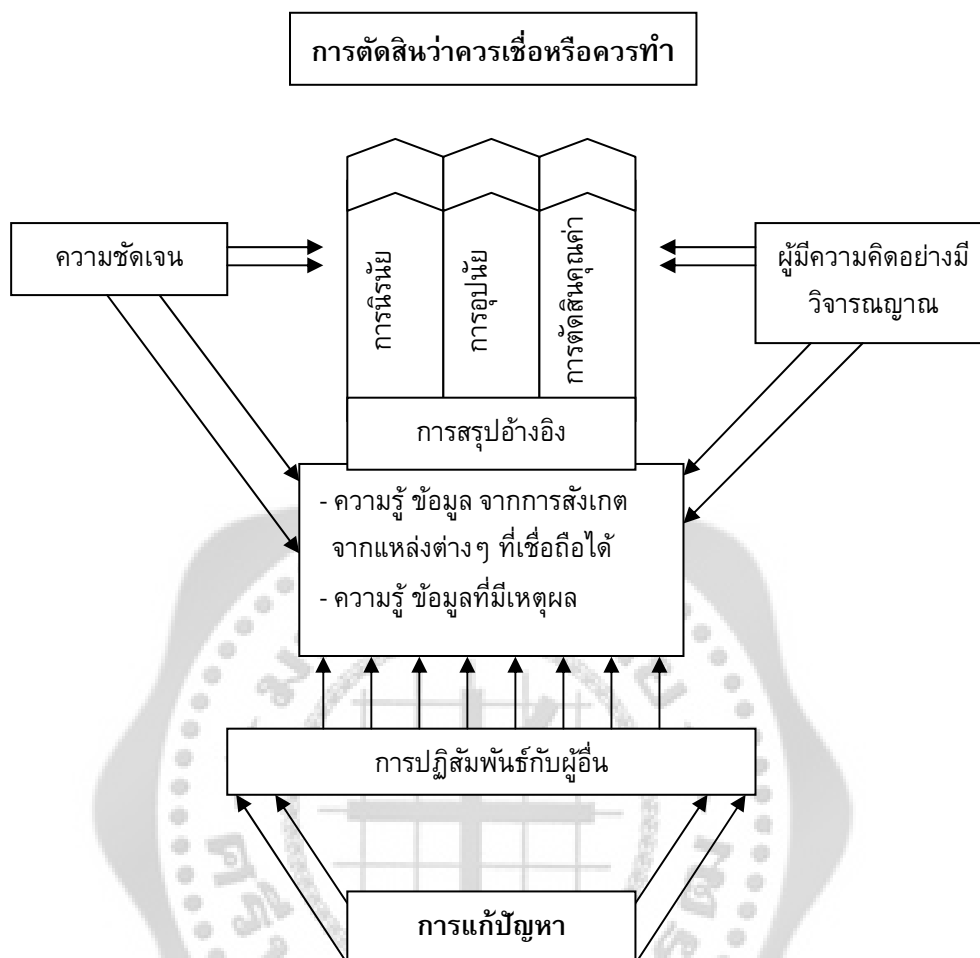 การตัดสินว่าควรเชื่อหรือควรทำ
ความชัดเจน
การนิรนัย
การอุปนัย
การตัดสินคุณค่า
ผู้มีความคิดอย่างมี
วิจารณญาณ
การสรุปอ้างอิง
- ความรู้ ข้อมูล จากการสังเกต
จากแหล่งต่างๆ ที่เชื่อถือได้
- ความรู้ ข้อมูลที่มีเหตุผล
การปฏิสัมพันธ์กับผู้อื่น
การแก้ปัญหา